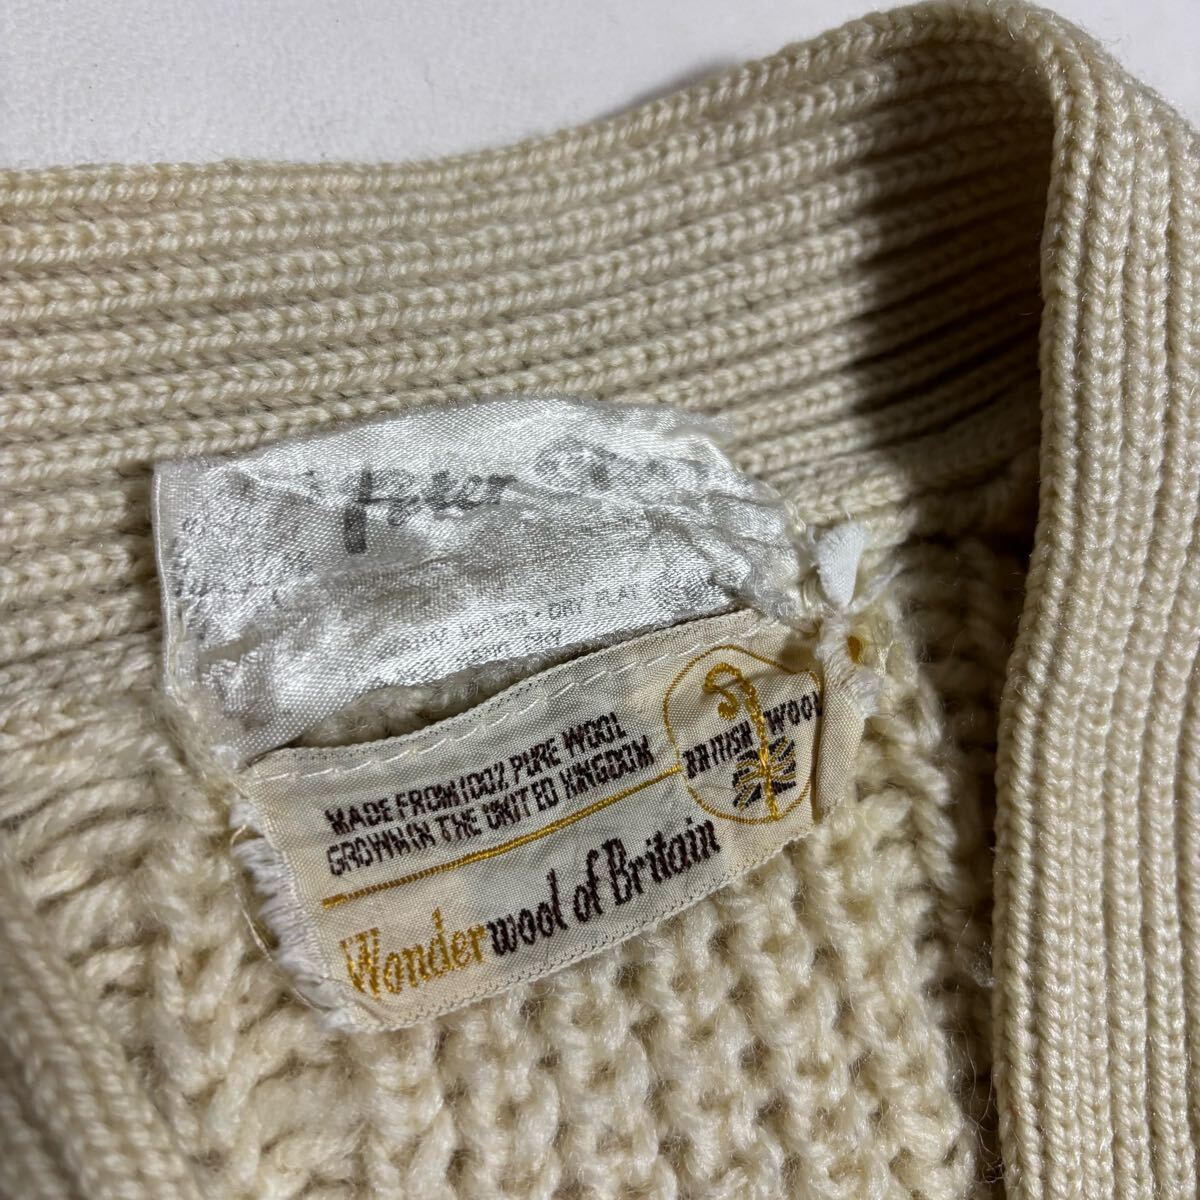 Peter
WARM WATER • DRY FLAT
MADE FROM 100% PURE WOOL
GROWN IN THE UNITED KINGDOM
BRITISH WOOL
Wonderwool of Britain